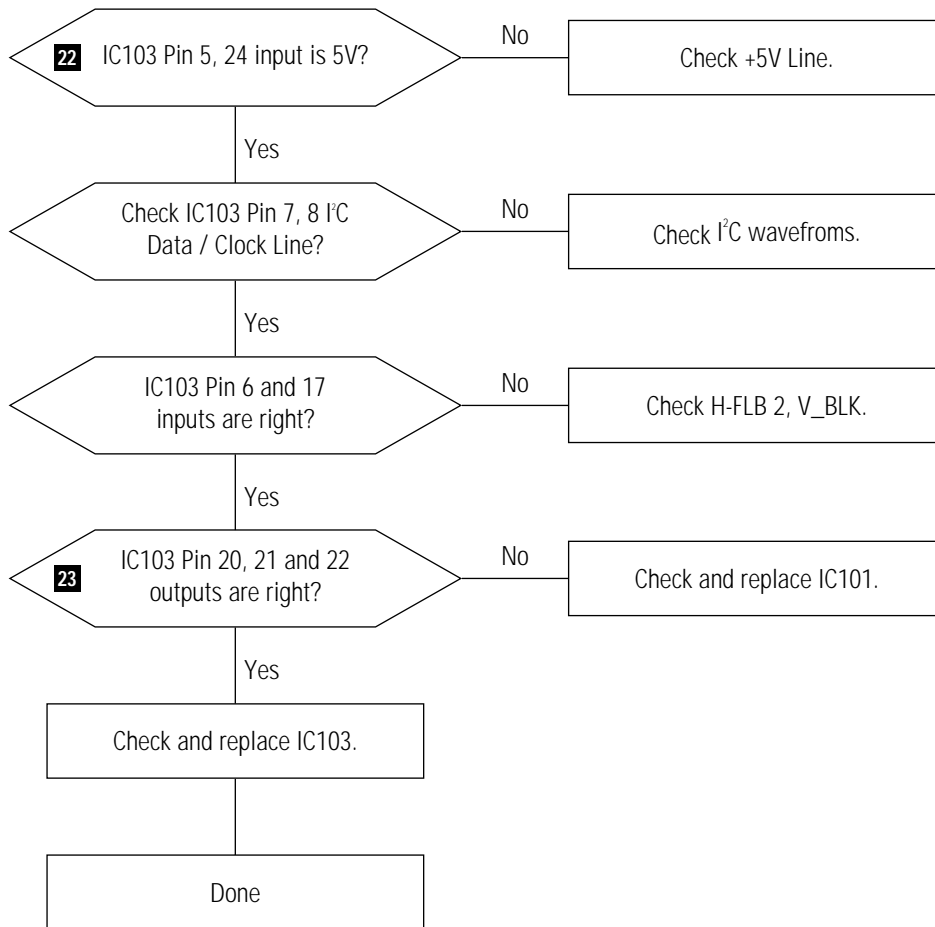 22 IC103 Pin 5, 24 input is 5V?
No
Check +5V Line.
Yes
Check IC103 Pin 7, 8 I²C
Data / Clock Line?
No
Check I²C wavefroms.
Yes
IC103 Pin 6 and 17
inputs are right?
No
Check H-FLB 2, V_BLK.
Yes
23 IC103 Pin 20, 21 and 22
outputs are right?
No
Check and replace IC101.
Yes
Check and replace IC103.
Done